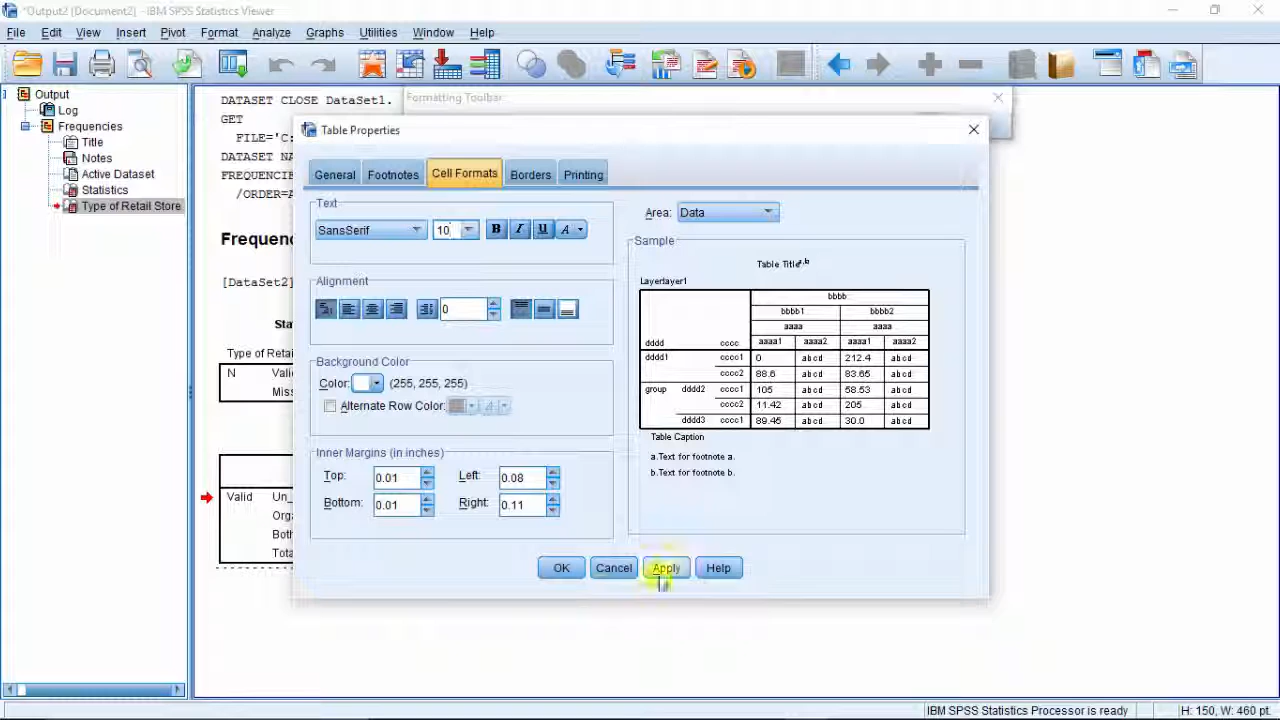 *Output2 [Document2] - IBM SPSS Statistics Viewer
File Edit View Insert Pivot Format Analyze Graphs Utilities Window Help
Output
Log
Frequencies
Title
Notes
Active Dataset
Statistics
Type of Retail Store
DATASET CLOSE DataSet1.
GET
FILE='C:
DATASET NA
FREQUENCIE
/ORDER=A
Frequenc
[DataSet2]
Sta
Type of Retai
N Vali
Miss
Valid Un_
Orga
Both
Tota
Formatting Toolbar
Table Properties
General Footnotes Cell Formats Borders Printing
Text
SansSerif 10 B I U A
Alignment
0
Background Color
Color: (255, 255, 255)
Alternate Row Color: A
Inner Margins (in inches)
Top: 0.01 Left: 0.08
Bottom: 0.01 Right: 0.11
Area: Data
Sample
Table Title a,b
Layerlayer1
bbbb
bbbb1 bbbb2
aaaa aaaa
dddd cccc aaaa1 aaaa2 aaaa1 aaaa2
dddd1 cccc1 0 abcd 212.4 abcd
cccc2 88.6 abcd 83.65 abcd
group dddd2 cccc1 105 abcd 58.53 abcd
cccc2 11.42 abcd 205 abcd
dddd3 cccc1 89.45 abcd 30.0 abcd
Table Caption
a.Text for footnote a.
b.Text for footnote b.
OK Cancel Apply Help
IBM SPSS Statistics Processor is ready H: 150, W: 460 pt.